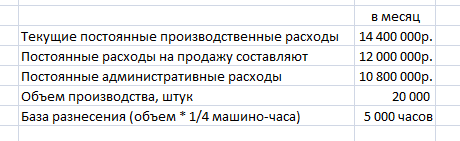 в месяц
Текущие постоянные производственные расходы 14 400 000р.
Постоянные расходы на продажу составляют 12 000 000р.
Постоянные административные расходы 10 800 000р.
Объем производства, штук 20 000
База разнесения (объем * 1/4 машино-часа) 5 000 часов